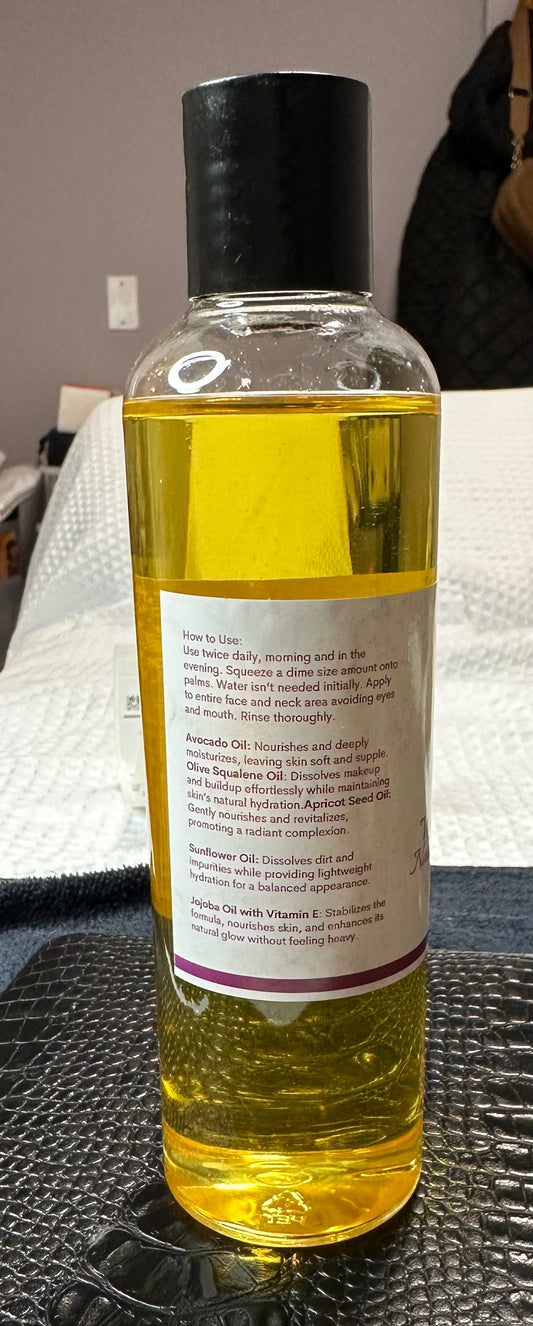 How to Use:
Use twice daily, morning and in the
evening. Squeeze a dime size amount onto
palms. Water isn't needed initially. Apply
to entire face and neck area avoiding eyes
and mouth. Rinse thoroughly.
Avocado Oil: Nourishes and deeply
moisturizes, leaving skin soft and supple.
Olive Squalene Oil: Dissolves makeup
and buildup effortlessly while maintaining
skin's natural hydration.Apricot Seed Oil:
Gently nourishes and revitalizes,
promoting a radiant complexion.
Sunflower Oil: Dissolves dirt and
impurities while providing lightweight
hydration for a balanced appearance.
Jojoba Oil with Vitamin E: Stabilizes the
formula, nourishes skin, and enhances its
natural glow without feeling heavy.
PET